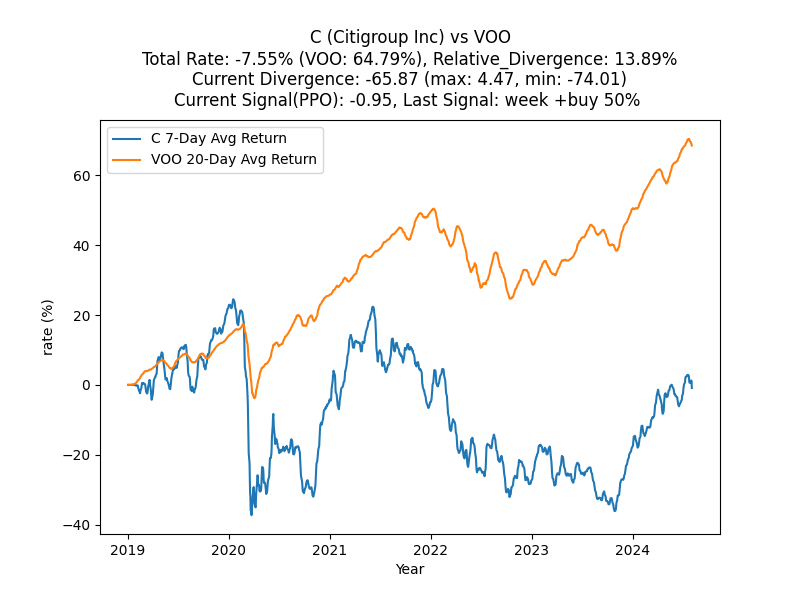 C (Citigroup Inc) vs VOO
Total Rate: -7.55% (VOO: 64.79%), Relative_Divergence: 13.89%
Current Divergence: -65.87 (max: 4.47, min: -74.01)
Current Signal(PPO): -0.95, Last Signal: week +buy 50%
C 7-Day Avg Return
VOO 20-Day Avg Return
rate (%)
60
40
20
0
−20
−40
2019
2020
2021
2022
2023
2024
Year